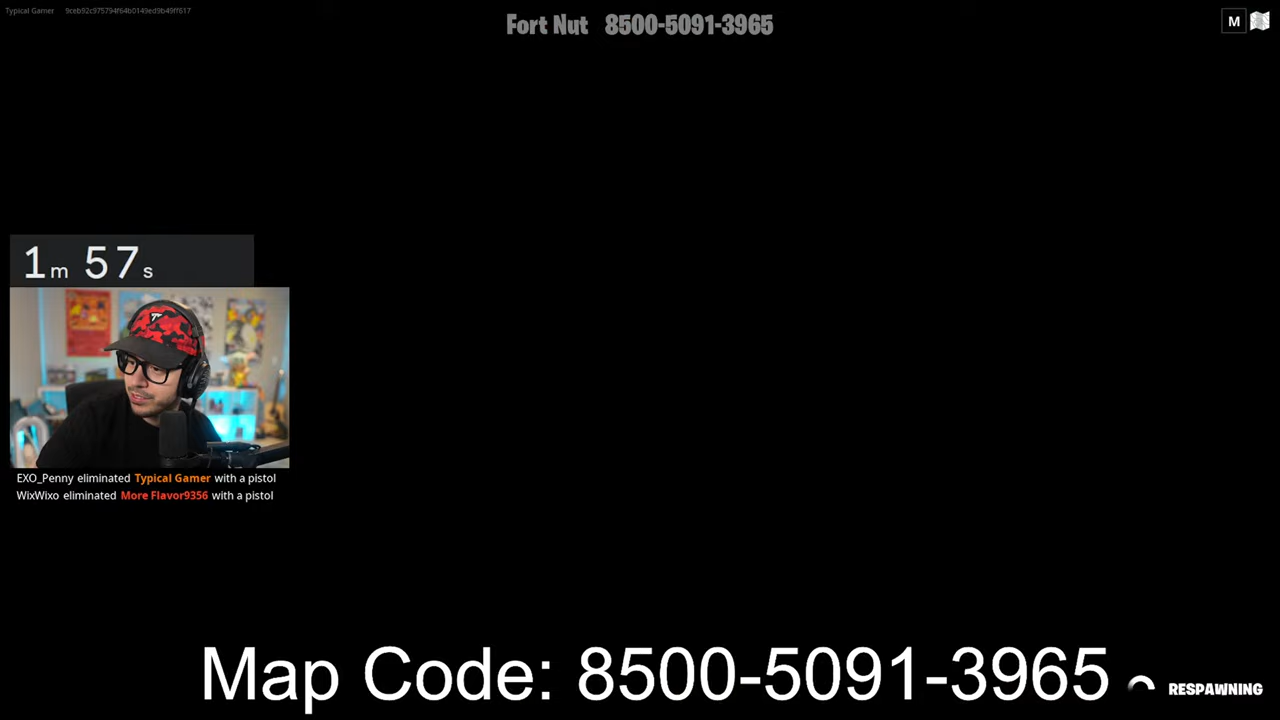 Typical Gamer 9ceb92c975794f64b0149ed9b49ff617
Fort Nut 8500-5091-3965
M
1m 57s
EXO_Penny eliminated Typical Gamer with a pistol
WixWixo eliminated More Flavor9356 with a pistol
Map Code: 8500-5091-3965
RESPAWNING